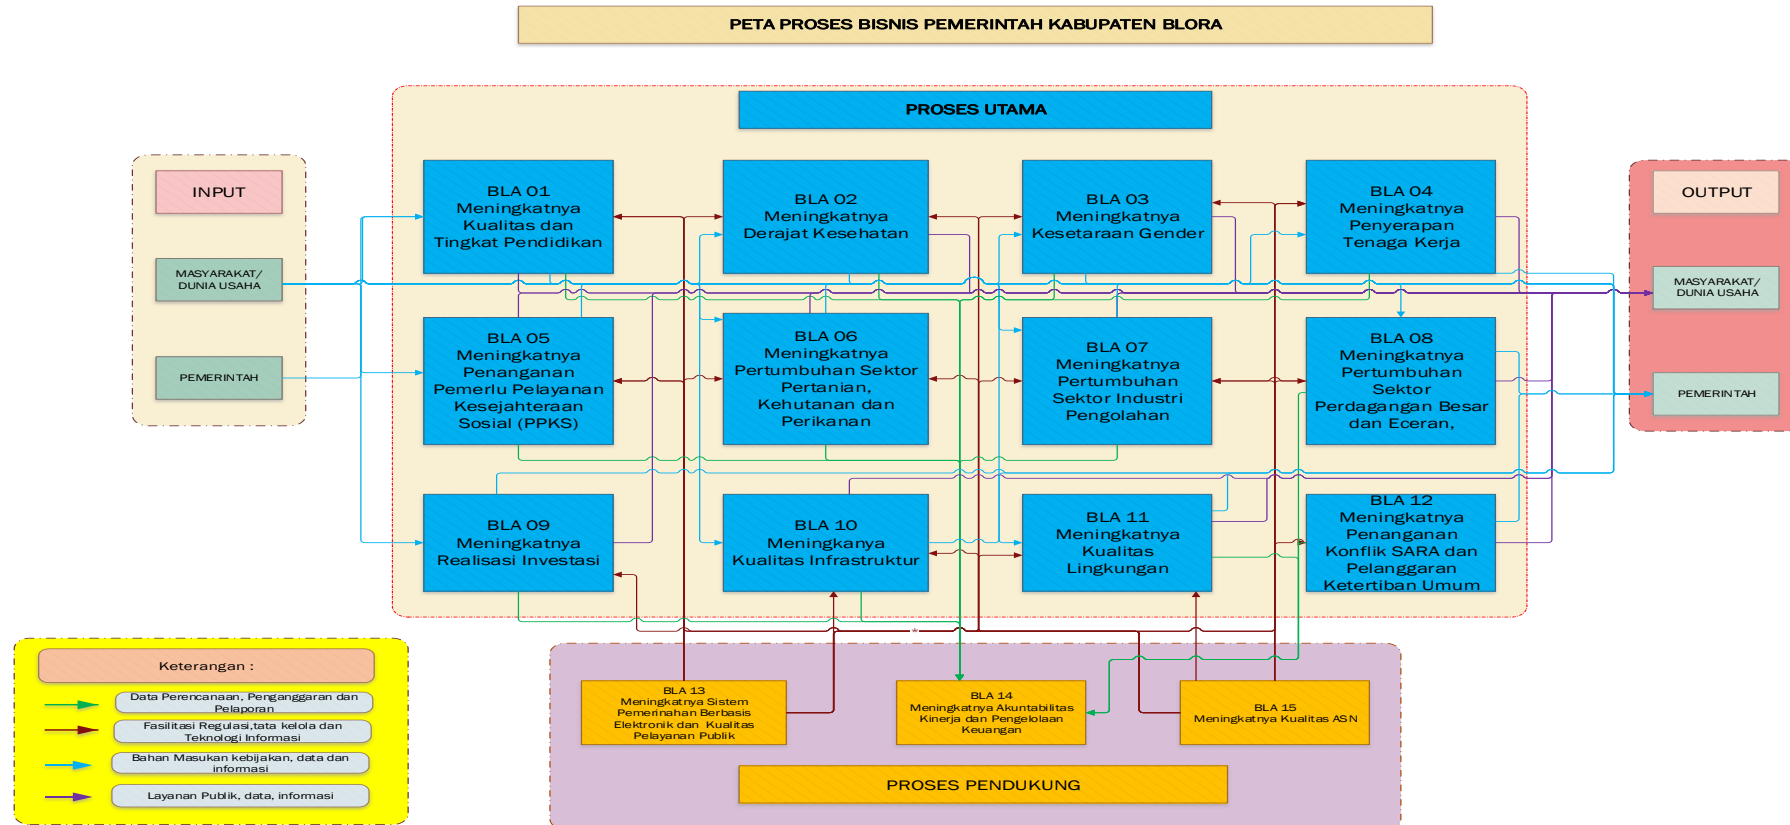 PETA PROSES BISNIS PEMERINTAH KABUPATEN BLORA
PROSES UTAMA
INPUT
MASYARAKAT/
DUNIA USAHA
PEMERINTAH
BLA 01
Meningkatnya
Kualitas dan
Tingkat Pendidikan
BLA 02
Meningkatnya
Derajat Kesehatan
BLA 03
Meningkatnya
Kesetaraan Gender
BLA 04
Meningkatnya
Penyerapan
Tenaga Kerja
BLA 05
Meningkatnya
Penanganan
Pemerlu Pelayanan
Kesejahteraan
Sosial (PPKS)
BLA 06
Meningkatnya
Pertumbuhan Sektor
Pertanian,
Kehutanan dan
Perikanan
BLA 07
Meningkatnya
Pertumbuhan
Sektor Industri
Pengolahan
BLA 08
Meningkatnya
Pertumbuhan
Sektor
Perdagangan Besar
dan Eceran,
BLA 09
Meningkatnya
Realisasi Investasi
BLA 10
Meningkanya
Kualitas Infrastruktur
BLA 11
Meningkatnya
Kualitas
Lingkungan
BLA 12
Meningkatnya
Penanganan
Konflik SARA dan
Pelanggaran
Ketertiban Umum
OUTPUT
MASYARAKAT/
DUNIA USAHA
PEMERINTAH
Keterangan :
Data Perencanaan, Penganggaran dan
Pelaporan
Fasilitasi Regulasi,tata kelola dan
Teknologi Informasi
Bahan Masukan kebijakan, data dan
informasi
Layanan Publik, data, informasi
BLA 13
Meningkatnya Sistem
Pemerinahan Berbasis
Elektronik dan Kualitas
Pelayanan Publik
BLA 14
Meningkatnya Akuntabilitas
Kinerja dan Pengelolaan
Keuangan
BLA 15
Meningkatnya Kualitas ASN
PROSES PENDUKUNG